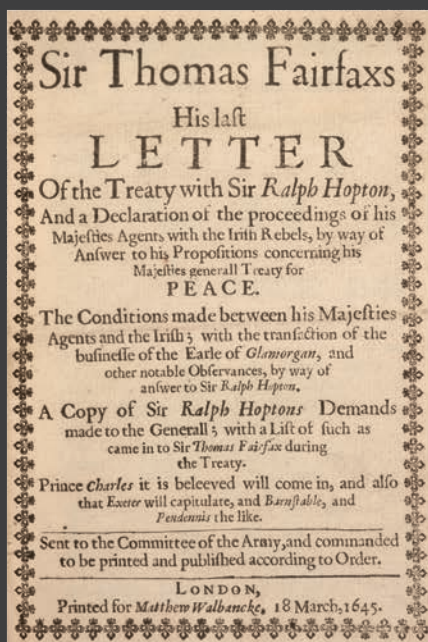 Sir Thomas Fairfaxs
His laſt
LETTER
Of the Treaty with Sir Ralph Hopton,
And a Declaration of the proceedings of his
Majeſties Agents with the Iriſh Rebels, by way of
Anſwer to his Propoſitions concerning his
Majeſties generall Treaty for
PEACE.
The Conditions made between his Majeſties
Agents and the Iriſh; with the tranſaction of the
buſineſſe of the Earle of Glamorgan, and
other notable Obſervances, by way of
anſwer to Sir Ralph Hopton.
A Copy of Sir Ralph Hoptons Demands
made to the Generall; with a Liſt of ſuch as
came in to Sir Thomas Fairfax during
the Treaty.
Prince Charles it is beleeved will come in, and alſo
that Exeter will capitulate, and Barnſtable, and
Pendennis the like.
Sent to the Committee of the Army, and commanded
to be printed and publiſhed according to Order.
LONDON,
Printed for Matthew Walbancke, 18 March, 1645.